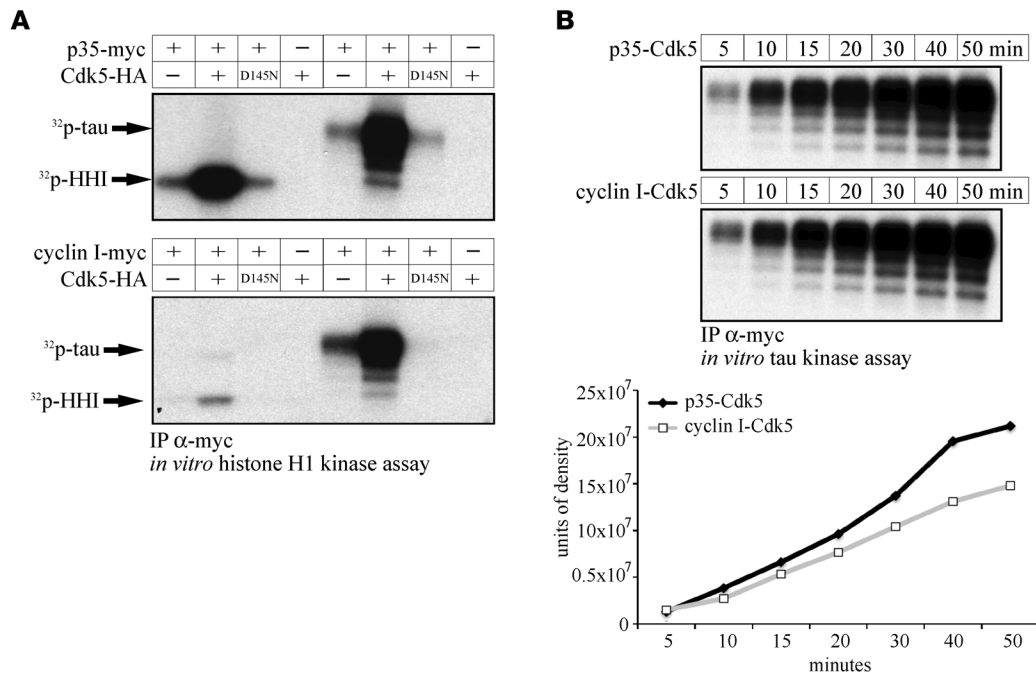 A
p35-myc + + + − + + + −
Cdk5-HA − + D145N + − + D145N +
32p-tau
32p-HHI
cyclin I-myc + + + − + + + −
Cdk5-HA − + D145N + − + D145N +
32p-tau
32p-HHI
IP α-myc
in vitro histone H1 kinase assay
B
p35-Cdk5 5 10 15 20 30 40 50 min
cyclin I-Cdk5 5 10 15 20 30 40 50 min
IP α-myc
in vitro tau kinase assay
25x10⁷
20x10⁷
15x10⁷
10x10⁷
0.5x10⁷
0
units of density
p35-Cdk5
cyclin I-Cdk5
5 10 15 20 30 40 50
minutes